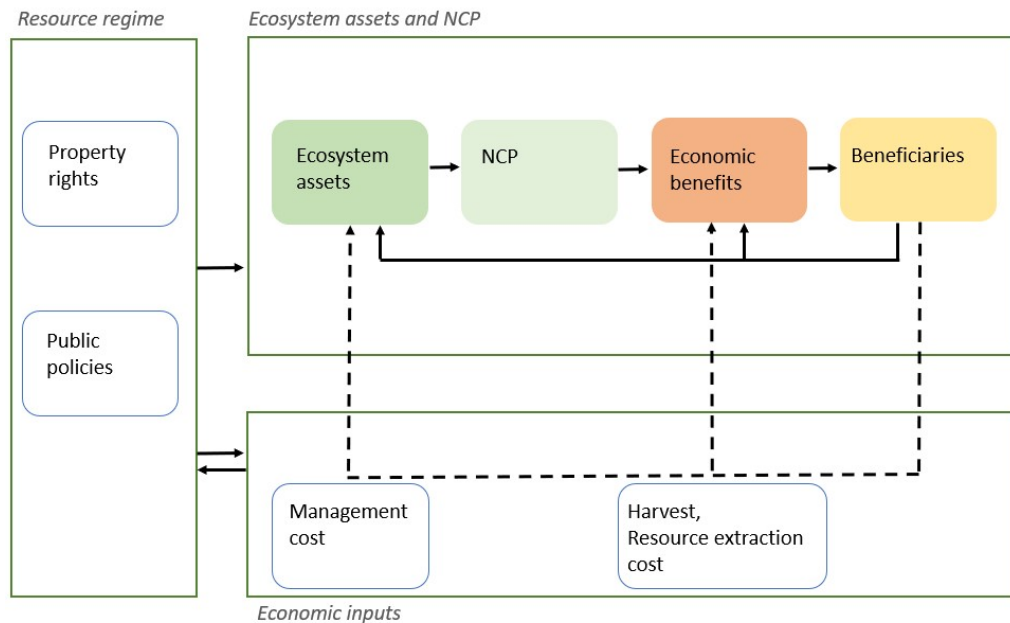 Resource regime
Ecosystem assets and NCP
Property
rights
Public
policies
Ecosystem
assets
NCP
Economic
benefits
Beneficiaries
Management
cost
Harvest,
Resource extraction
cost
Economic inputs